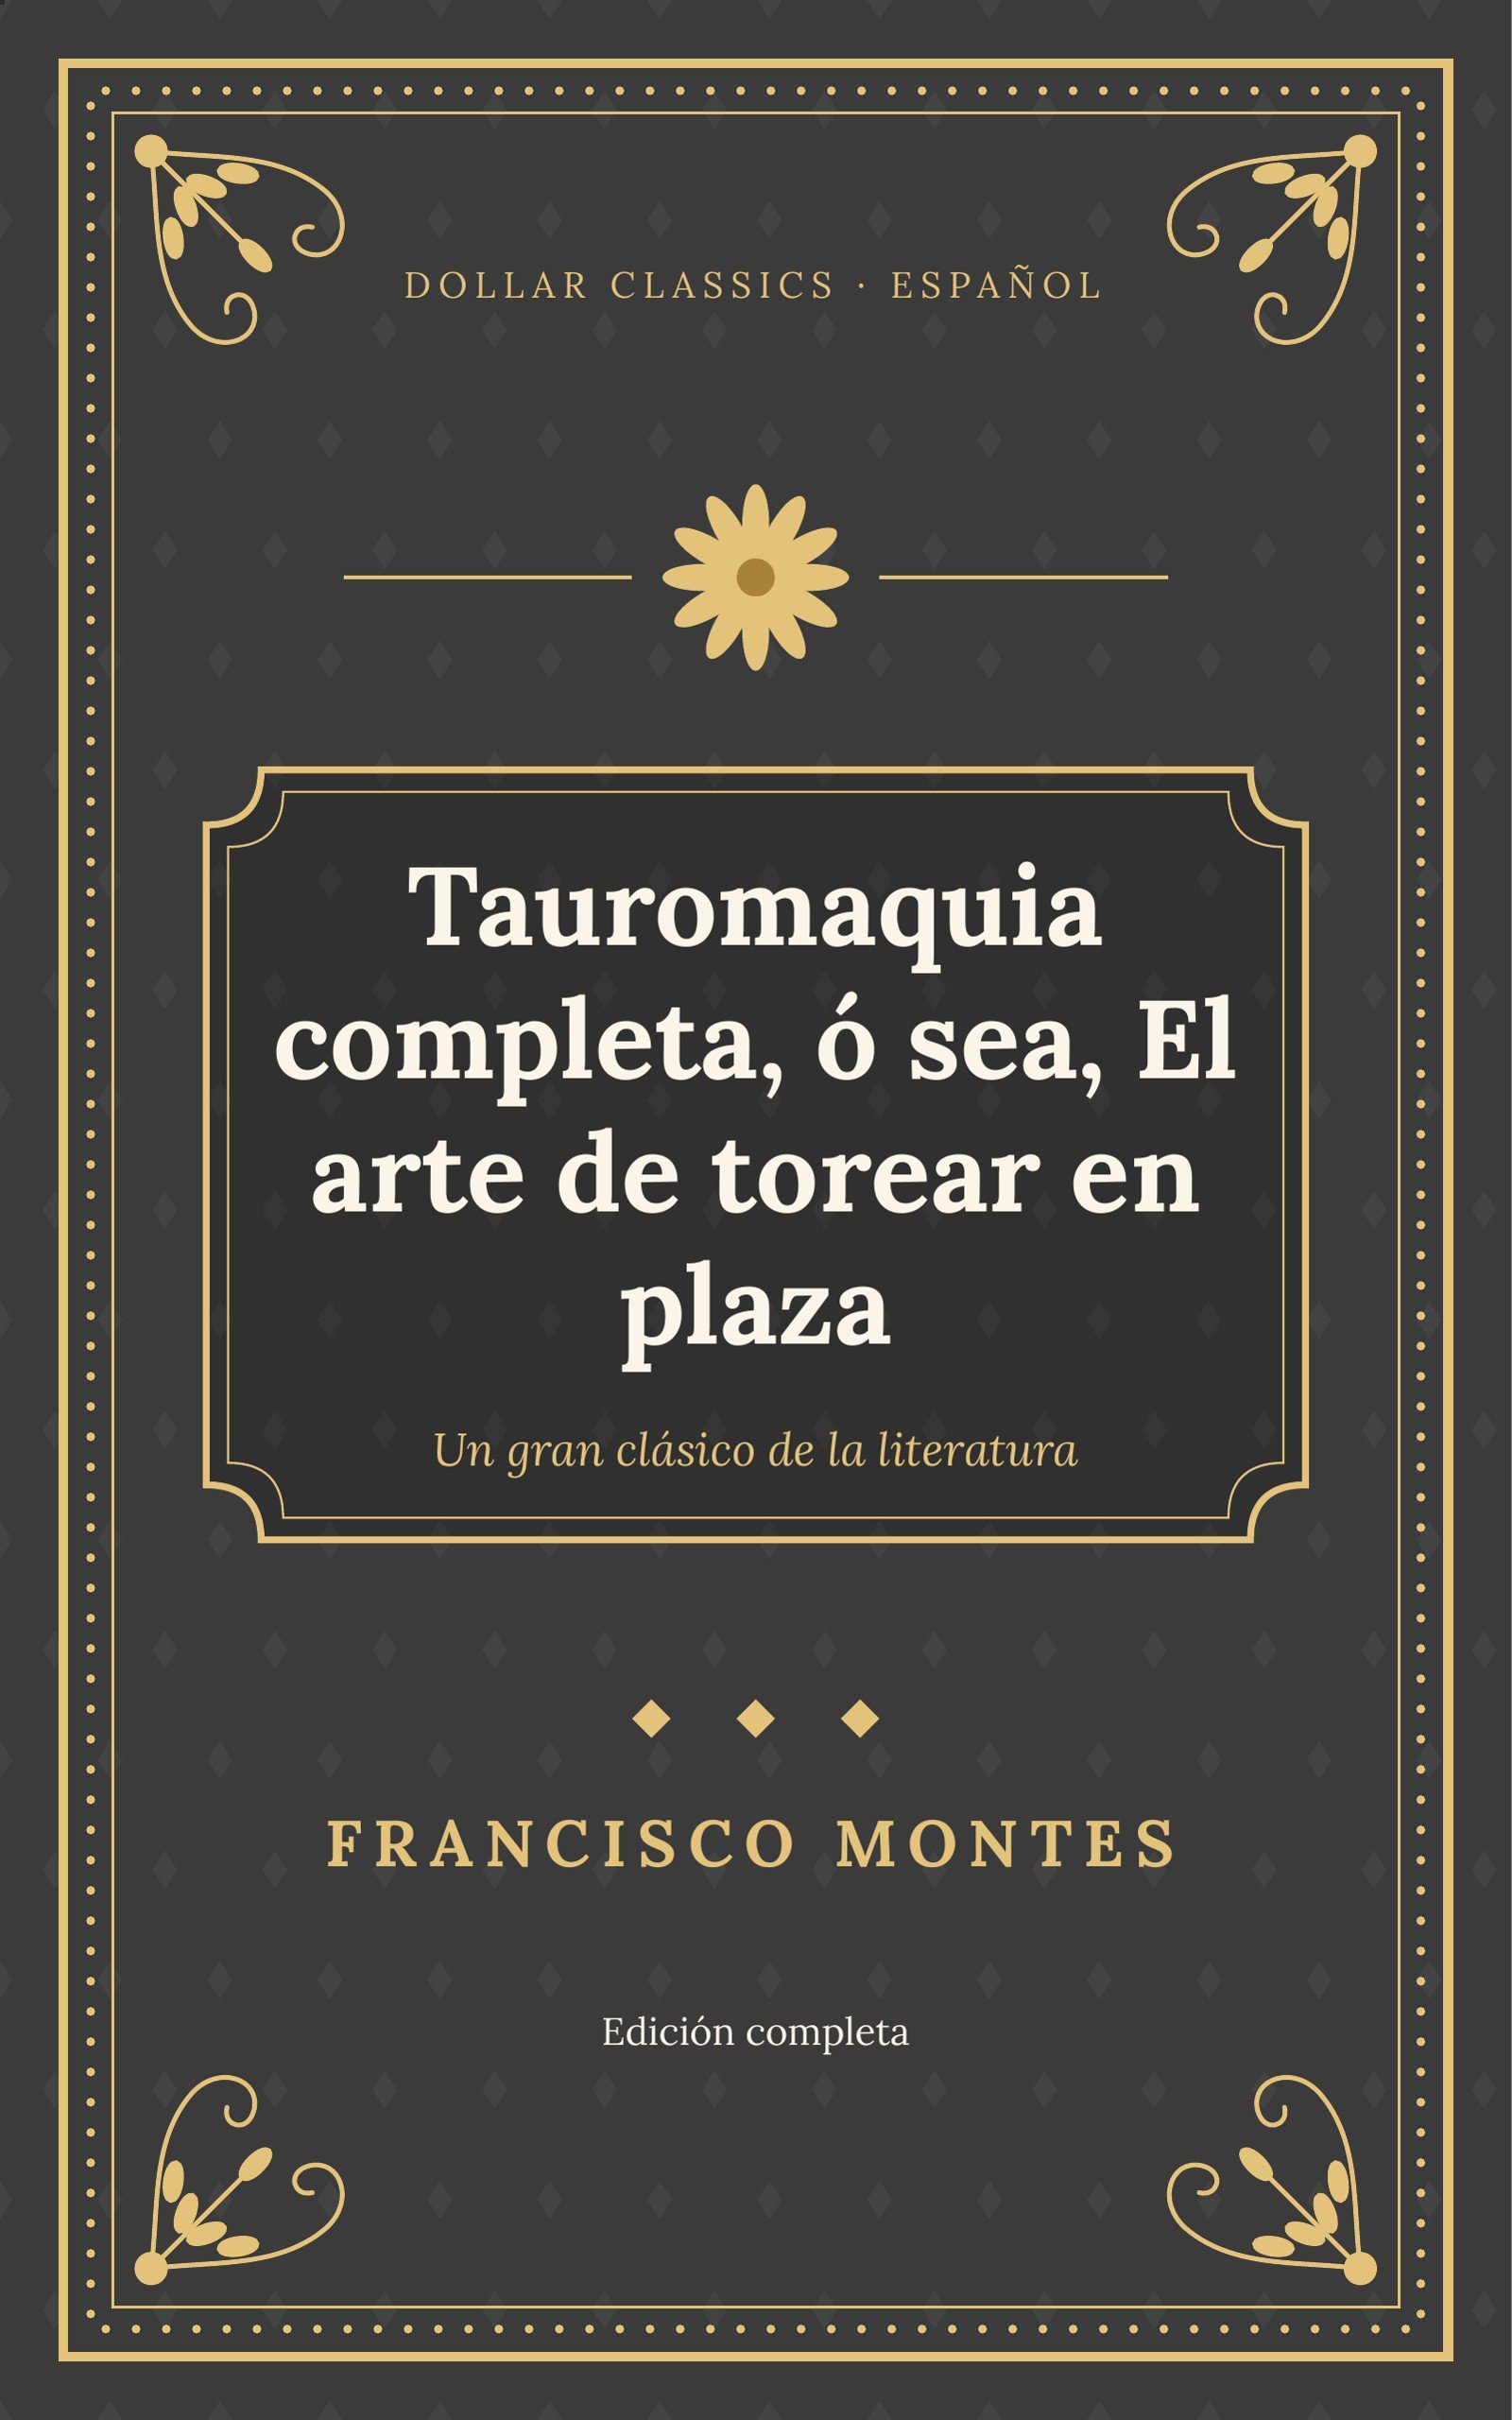 DOLLAR CLASSICS · ESPAÑOL
Tauromaquia
completa, ó sea, El
arte de torear en
plaza
Un gran clásico de la literatura
FRANCISCO MONTES
Edición completa